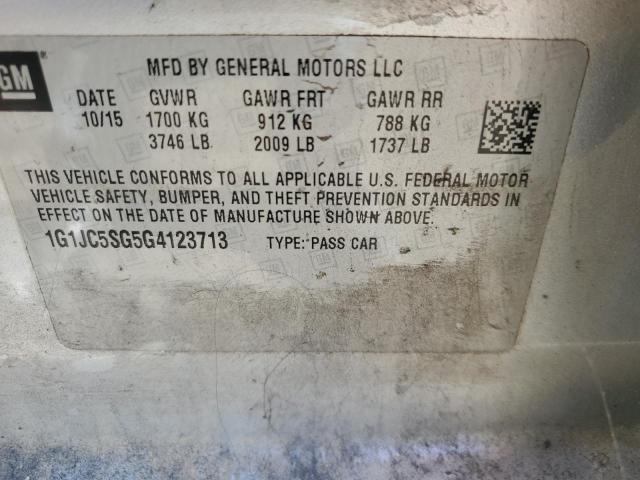 GM
MFD BY GENERAL MOTORS LLC
DATE GVWR GAWR FRT GAWR RR
10/15 1700 KG 912 KG 788 KG
3746 LB 2009 LB 1737 LB
THIS VEHICLE CONFORMS TO ALL APPLICABLE U.S. FEDERAL MOTOR
VEHICLE SAFETY, BUMPER, AND THEFT PREVENTION STANDARDS IN
EFFECT ON THE DATE OF MANUFACTURE SHOWN ABOVE.
1G1JC5SG5G4123713 TYPE: PASS CAR